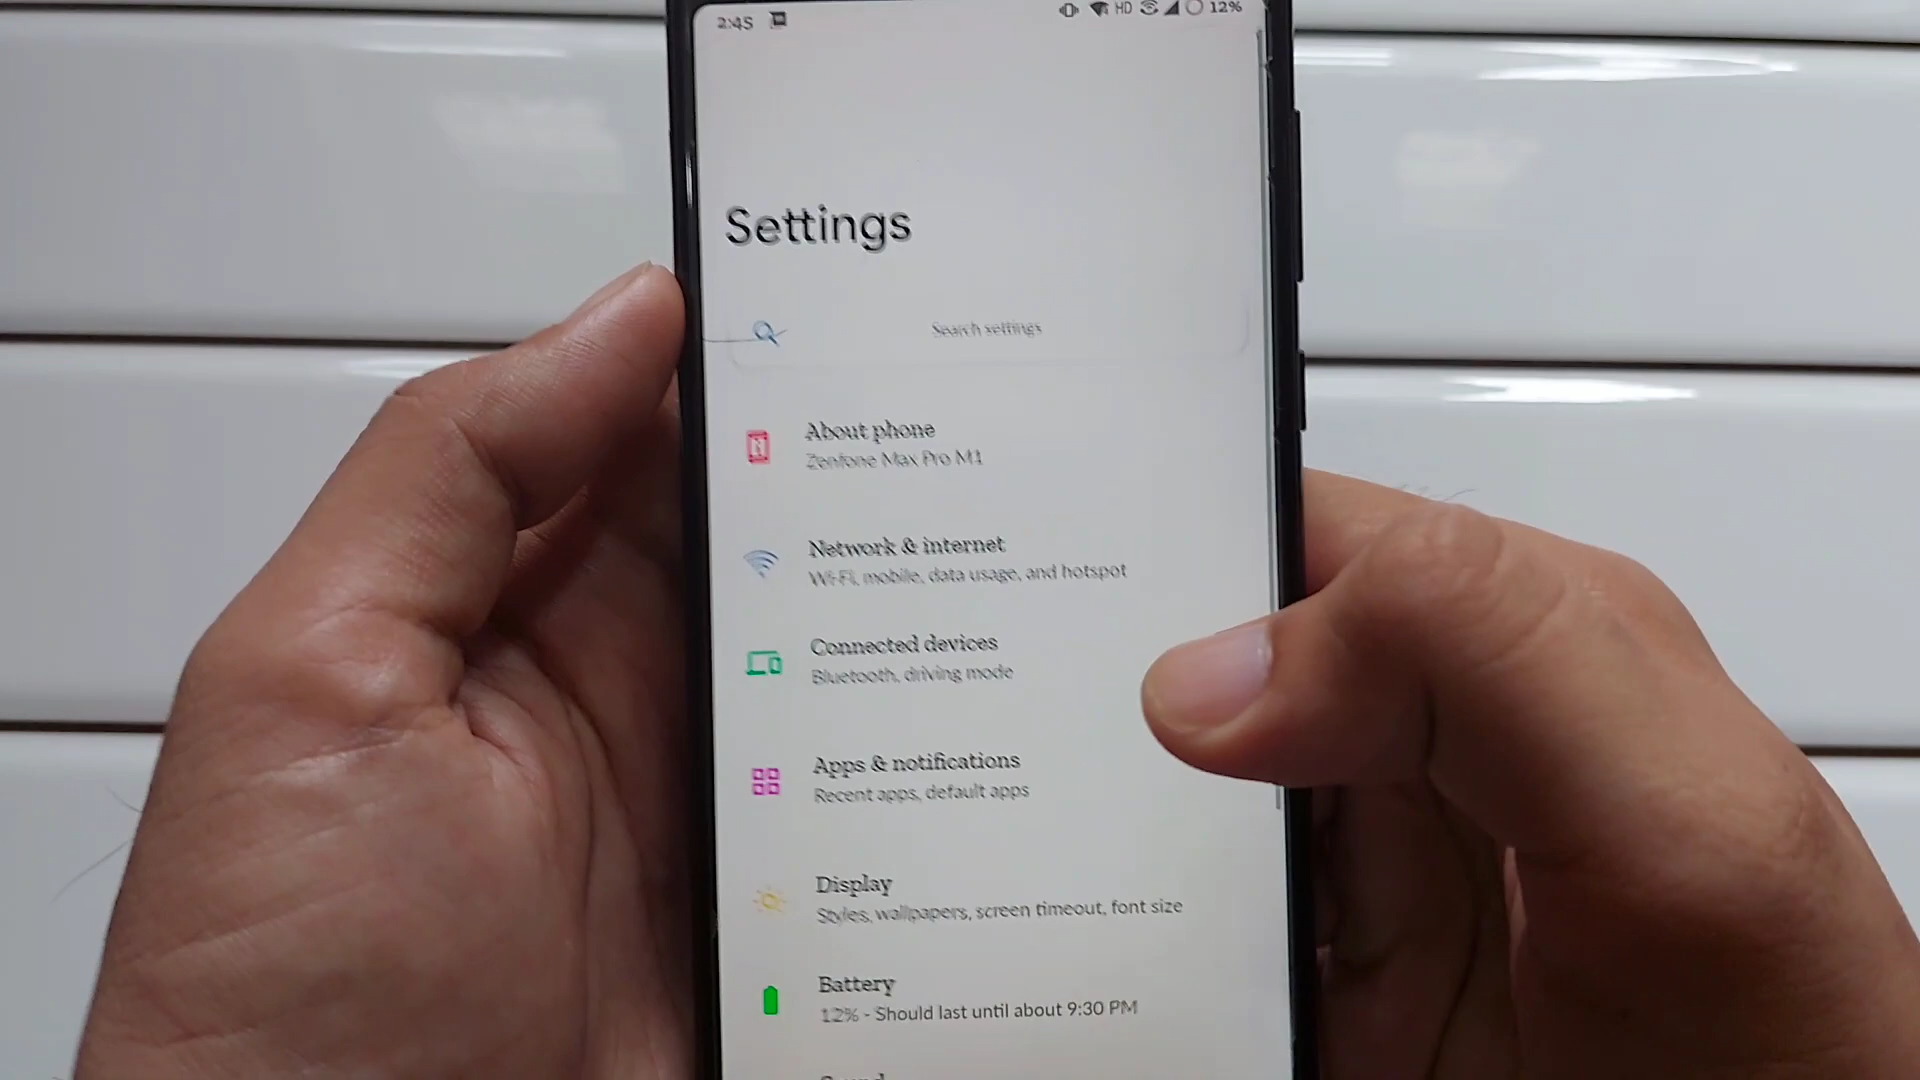 2:45 HD 12%
Settings
Search settings
About phone
Zenfone Max Pro M1
Network & internet
Wi-Fi, mobile, data usage, and hotspot
Connected devices
Bluetooth, driving mode
Apps & notifications
Recent apps, default apps
Display
Styles, wallpapers, screen timeout, font size
Battery
12% - Should last until about 9:30 PM